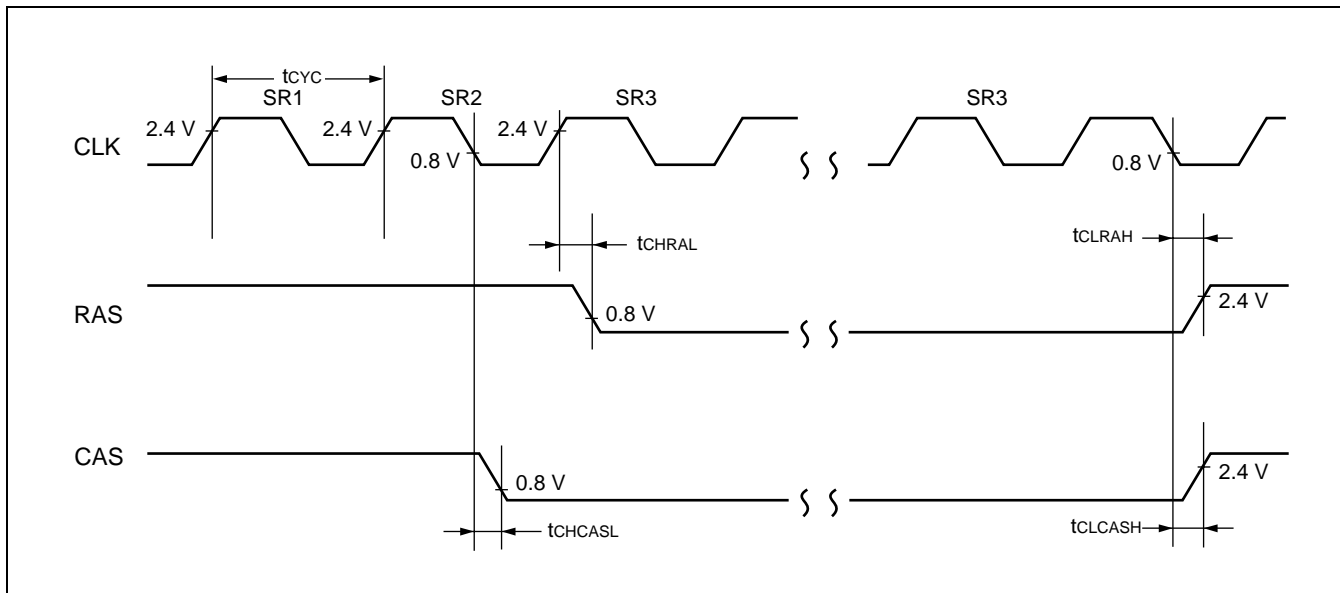 tCYC
SR1 SR2 SR3 SR3
2.4 V 2.4 V 2.4 V
CLK 0.8 V 0.8 V
tCHRAL tCLRAH
RAS 0.8 V 2.4 V
CAS 0.8 V 2.4 V
tCHCASL tCLCASH